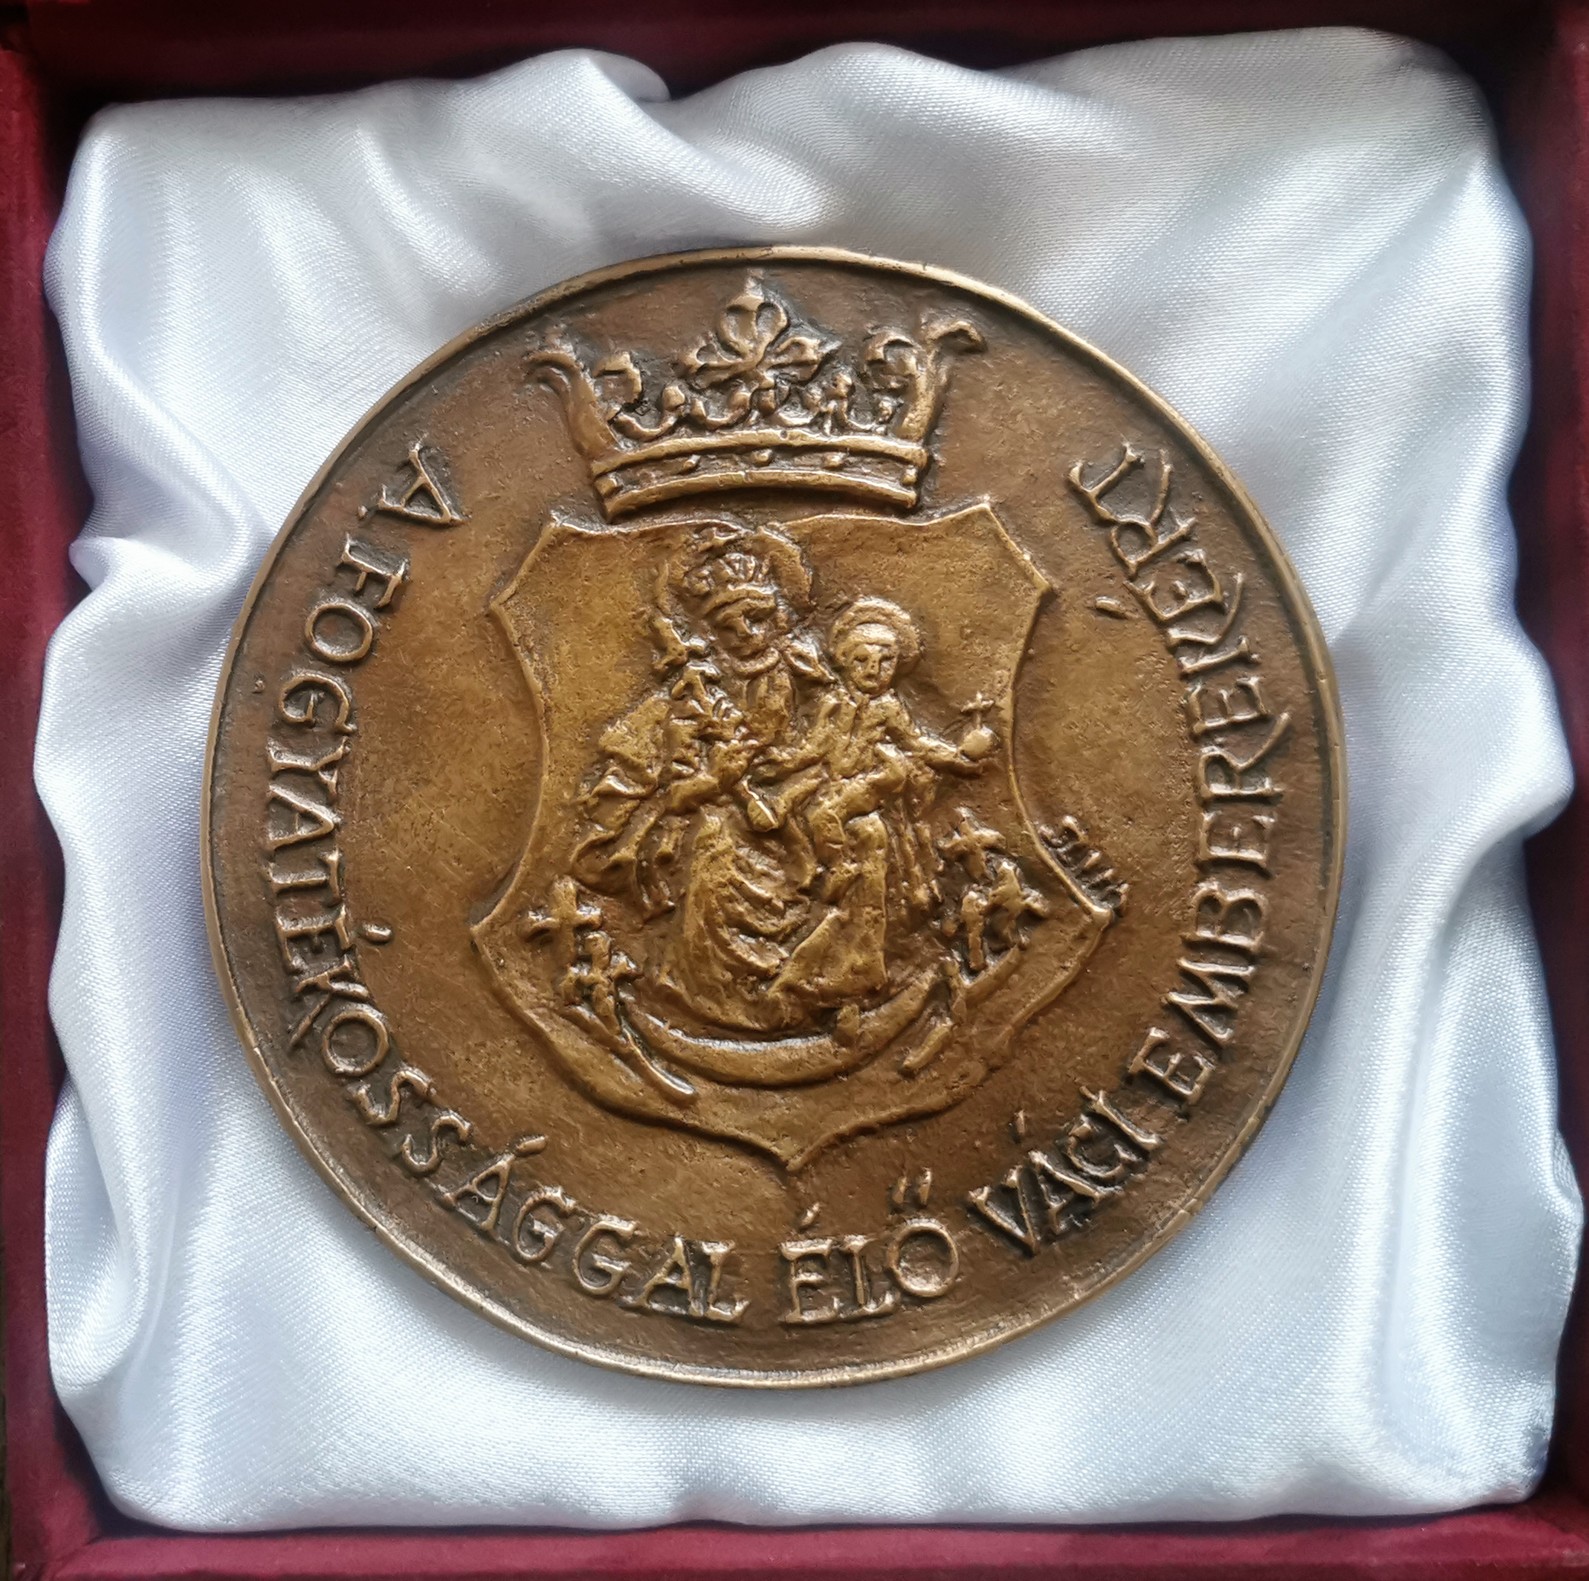 A FOGYATÉKOSSÁGGAL ÉLŐ VÁCI EMBEREKÉRT